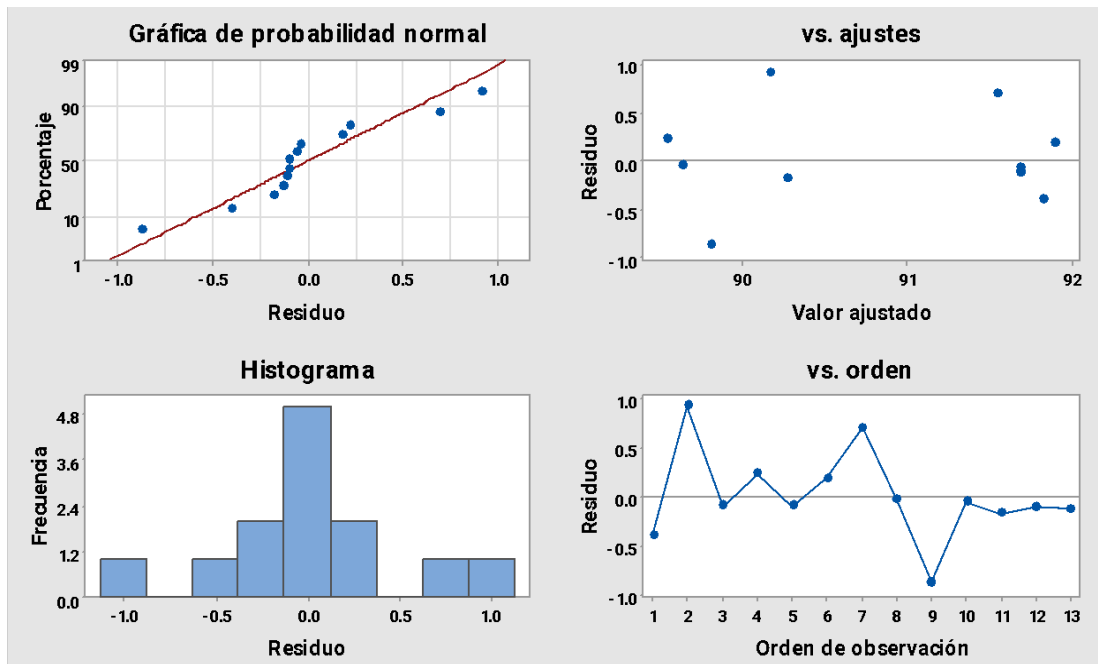 Gráfica de probabilidad normal
Porcentaje
99
90
50
10
1
-1.0 -0.5 0.0 0.5 1.0
Residuo
vs. ajustes
Residuo
1.0
0.5
0.0
-0.5
-1.0
90 91 92
Valor ajustado
Histograma
Frecuencia
4.8
3.6
2.4
1.2
0.0
-1.0 -0.5 0.0 0.5 1.0
Residuo
vs. orden
Residuo
1.0
0.5
0.0
-0.5
-1.0
1 2 3 4 5 6 7 8 9 10 11 12 13
Orden de observación